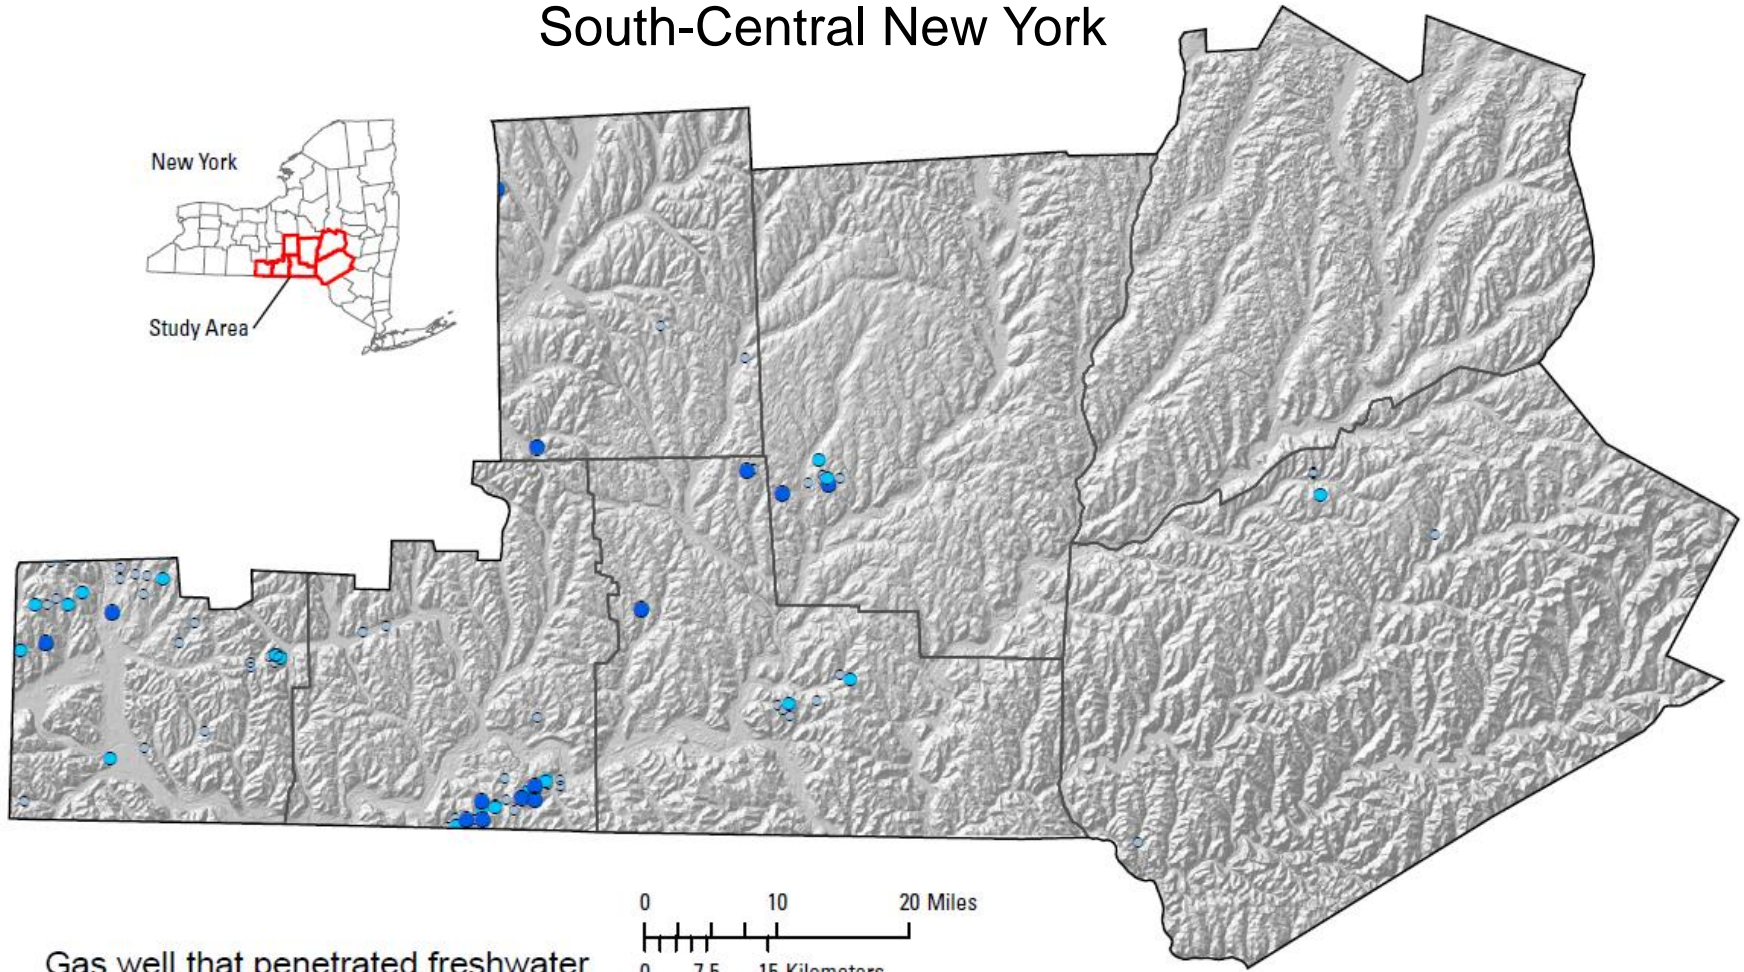 South-Central New York
New York
Study Area
0 10 20 Miles
0 7.5 15 Kilometers
Gas well that penetrated freshwater